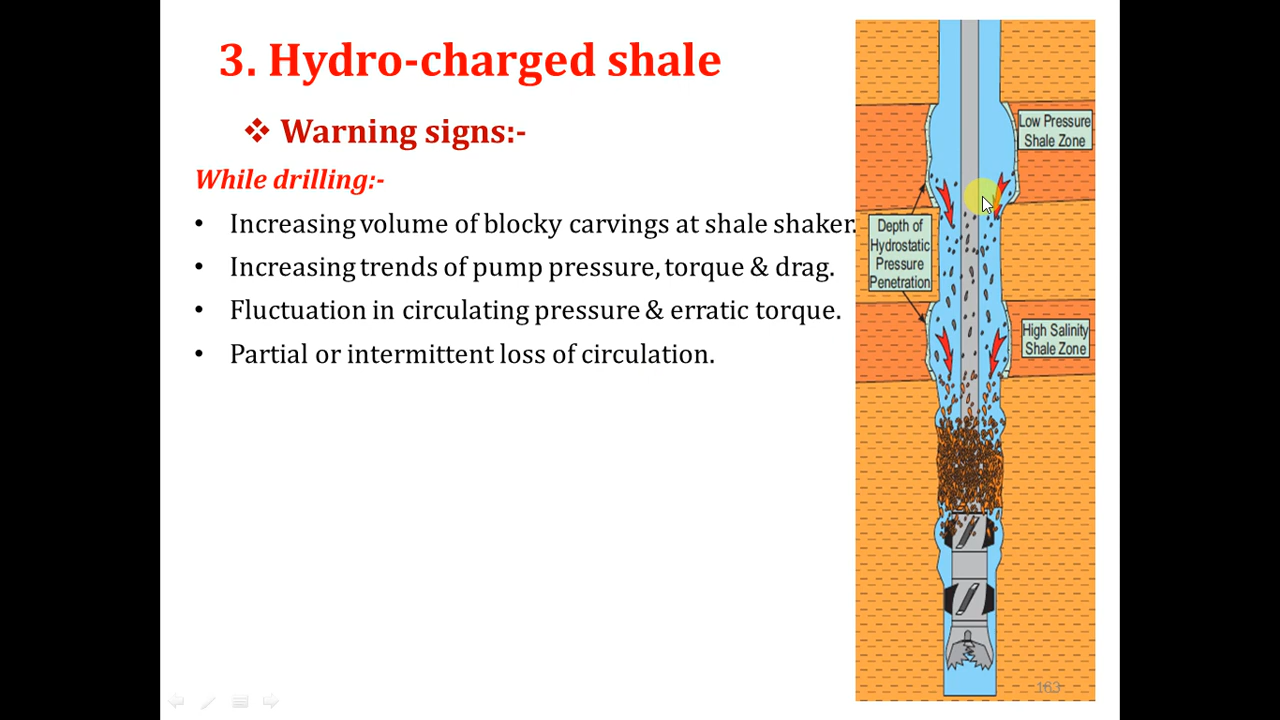 3. Hydro-charged shale
❖ Warning signs:-
While drilling:-
• Increasing volume of blocky carvings at shale shaker.
• Increasing trends of pump pressure, torque & drag.
• Fluctuation in circulating pressure & erratic torque.
• Partial or intermittent loss of circulation.
Low Pressure
Shale Zone
Depth of
Hydrostatic
Pressure
Penetration
High Salinity
Shale Zone
163